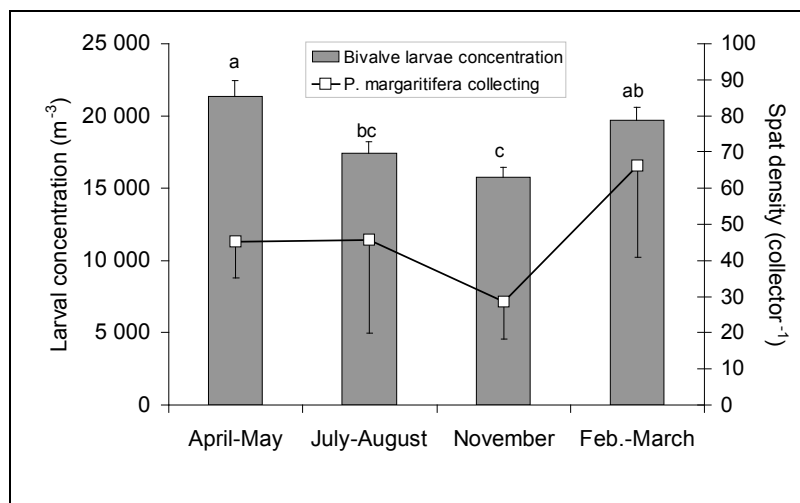 25 000
20 000
15 000
10 000
5 000
0
Larval concentration (m⁻³)
Bivalve larvae concentration
P. margaritifera collecting
a
bc
c
ab
100
90
80
70
60
50
40
30
20
10
0
Spat density (collector⁻¹)
April-May July-August November Feb.-March